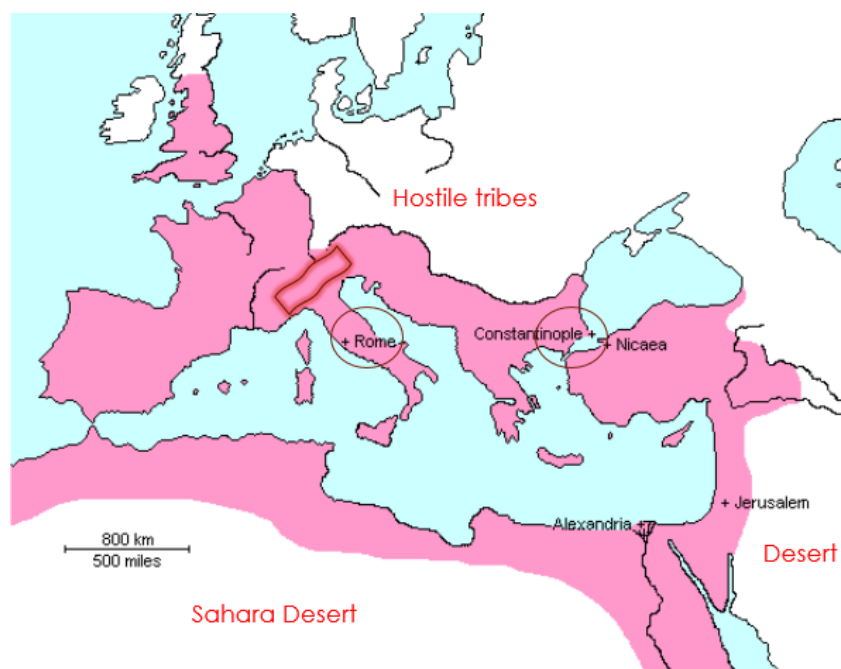 Hostile tribes
Constantinople
Rome
Nicaea
Jerusalem
Alexandria
800 km
500 miles
Desert
Sahara Desert